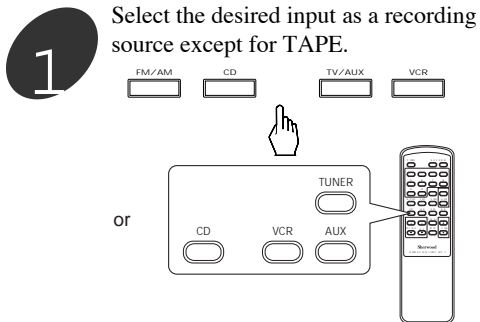 1
Select the desired input as a recording
source except for TAPE.
FM/AM CD TV/AUX VCR
or
TUNER
CD VCR AUX
Sherwood